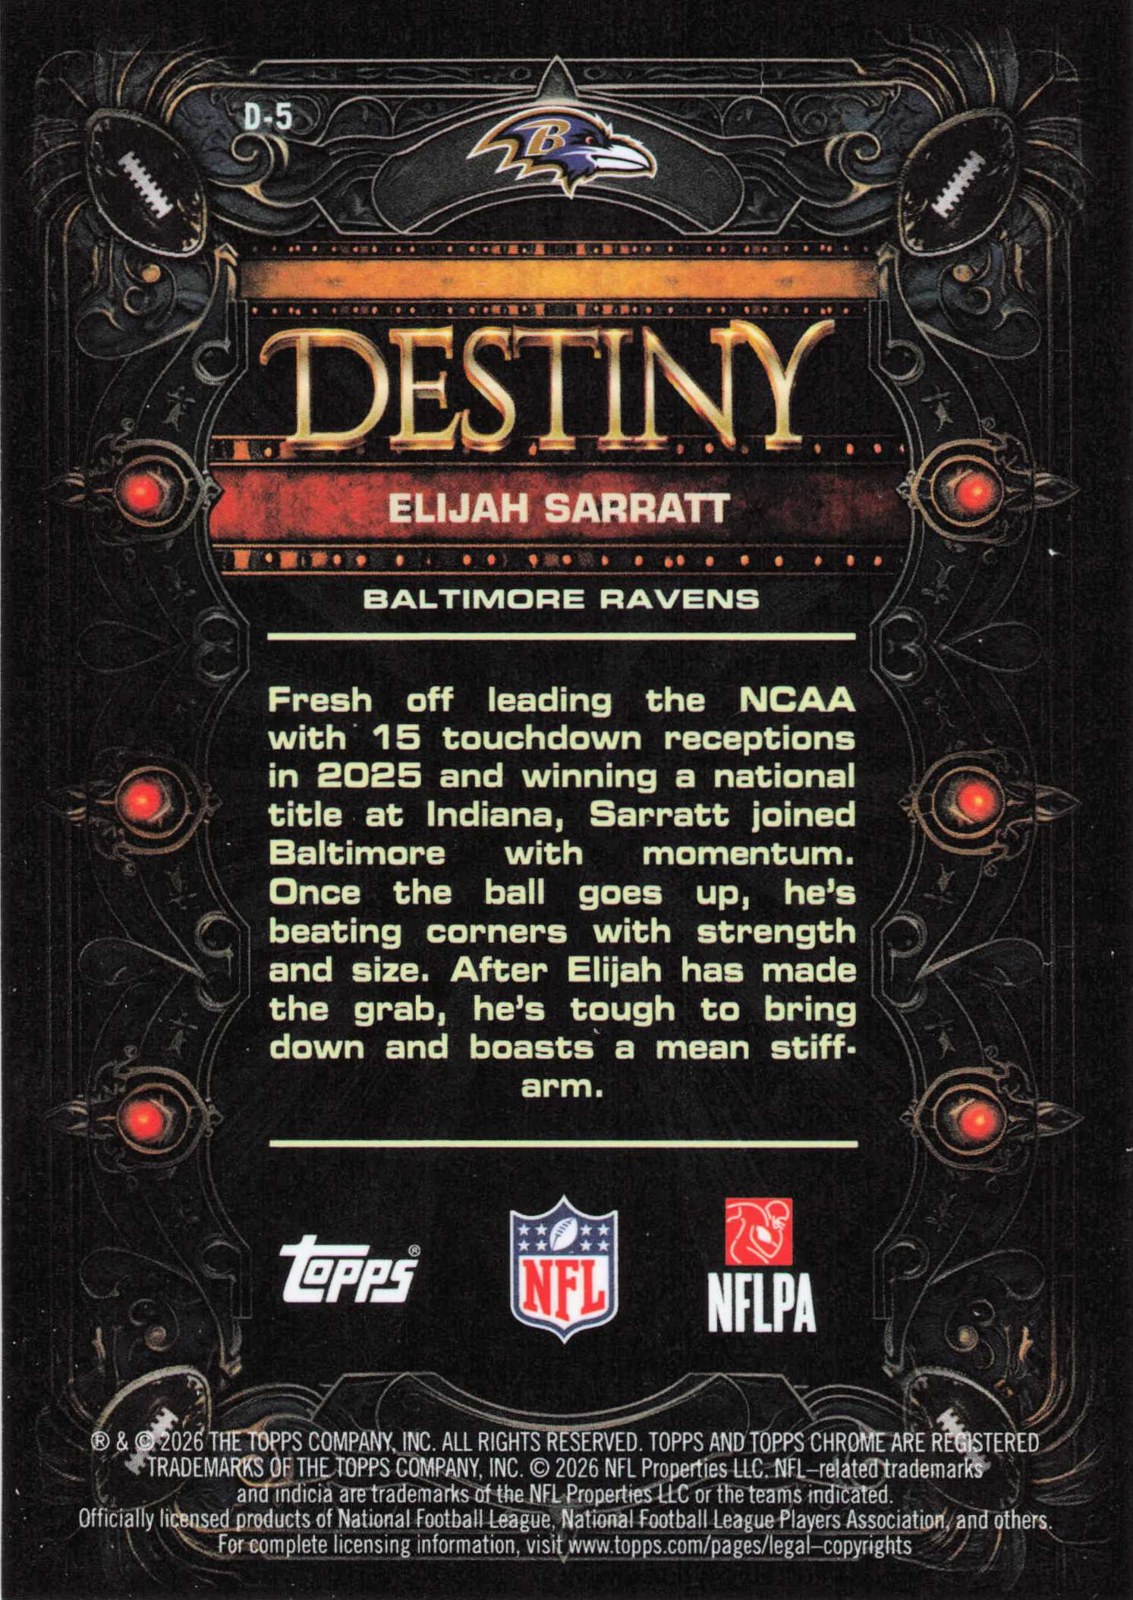 D-5
B
DESTINY
ELIJAH SARRATT
BALTIMORE RAVENS
Fresh off leading the NCAA
with 15 touchdown receptions
in 2025 and winning a national
title at Indiana, Sarratt joined
Baltimore with momentum.
Once the ball goes up, he's
beating corners with strength
and size. After Elijah has made
the grab, he's tough to bring
down and boasts a mean stiff-
arm.
topps®
NFL
NFLPA
® & © 2026 THE TOPPS COMPANY, INC. ALL RIGHTS RESERVED. TOPPS AND TOPPS CHROME ARE REGISTERED
TRADEMARKS OF THE TOPPS COMPANY, INC. © 2026 NFL Properties LLC. NFL-related trademarks
and indicia are trademarks of the NFL Properties LLC or the teams indicated.
Officially licensed products of National Football League, National Football League Players Association, and others.
For complete licensing information, visit www.topps.com/pages/legal-copyrights